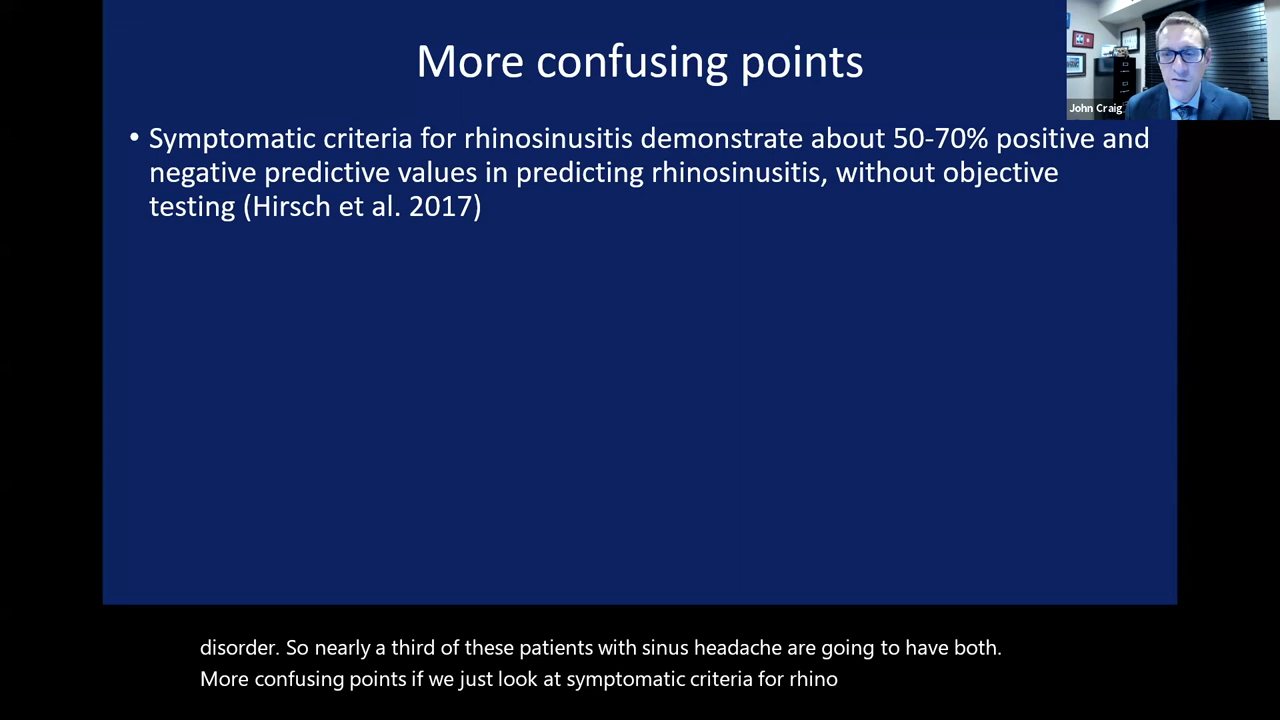 More confusing points
John Craig
• Symptomatic criteria for rhinosinusitis demonstrate about 50-70% positive and
negative predictive values in predicting rhinosinusitis, without objective
testing (Hirsch et al. 2017)
disorder. So nearly a third of these patients with sinus headache are going to have both.
More confusing points if we just look at symptomatic criteria for rhino